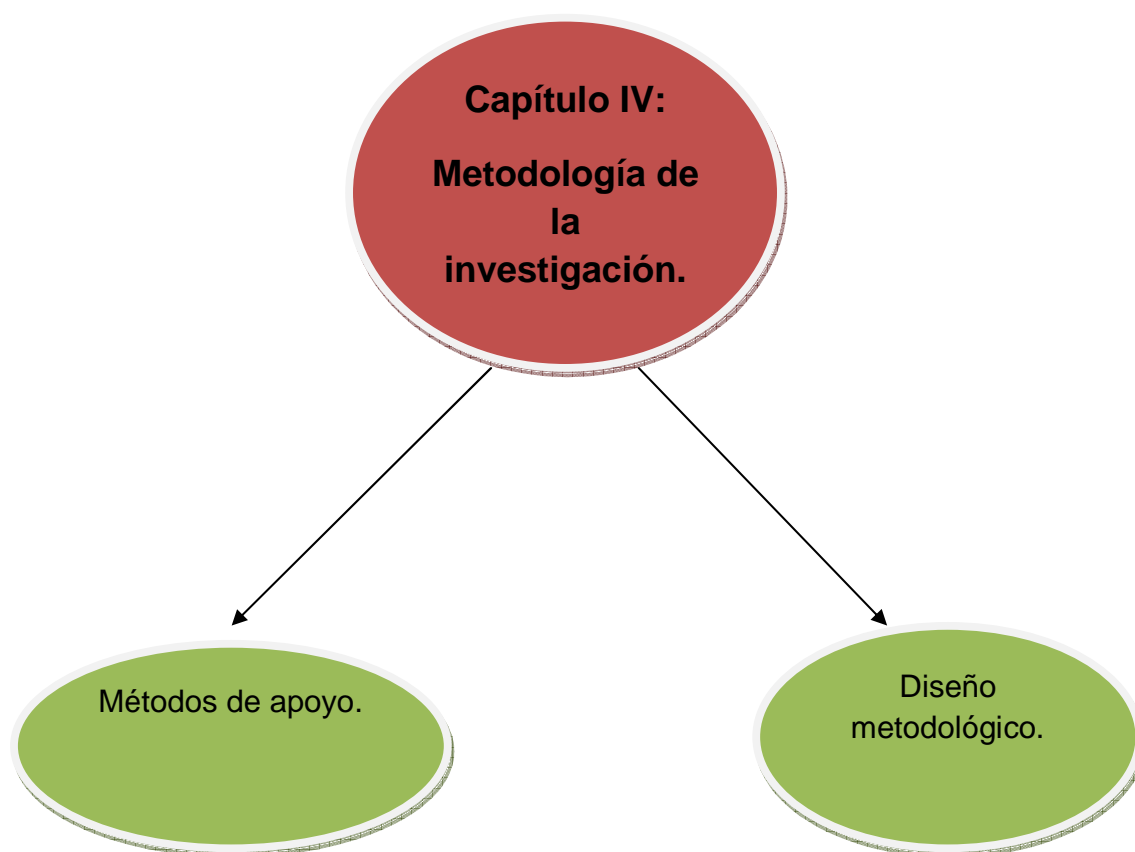 Capítulo IV:
Metodología de
la
investigación.
Métodos de apoyo.
Diseño
metodológico.